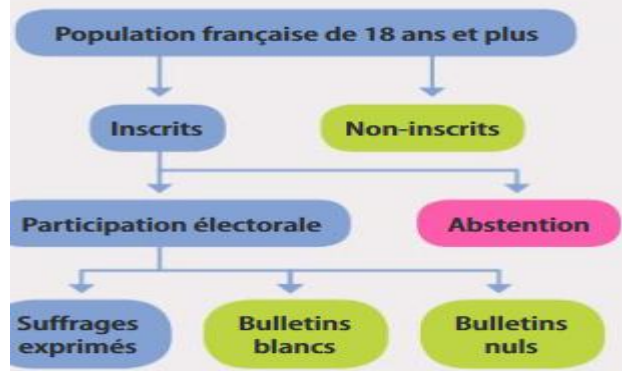 Population française de 18 ans et plus
Inscrits
Non-inscrits
Participation électorale
Abstention
Suffrages
exprimés
Bulletins
blancs
Bulletins
nuls